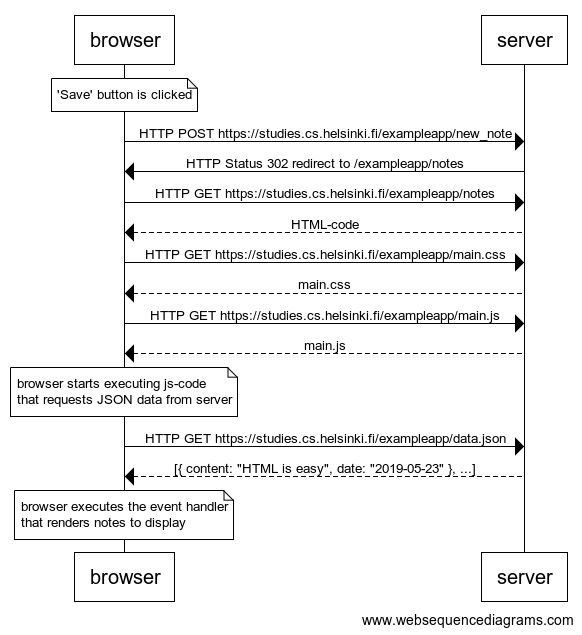 browser
server
'Save' button is clicked
HTTP POST https://studies.cs.helsinki.fi/exampleapp/new_note
HTTP Status 302 redirect to /exampleapp/notes
HTTP GET https://studies.cs.helsinki.fi/exampleapp/notes
HTML-code
HTTP GET https://studies.cs.helsinki.fi/exampleapp/main.css
main.css
HTTP GET https://studies.cs.helsinki.fi/exampleapp/main.js
main.js
browser starts executing js-code
that requests JSON data from server
HTTP GET https://studies.cs.helsinki.fi/exampleapp/data.json
[{ content: "HTML is easy", date: "2019-05-23" }, ...]
browser executes the event handler
that renders notes to display
browser
server
www.websequencediagrams.com